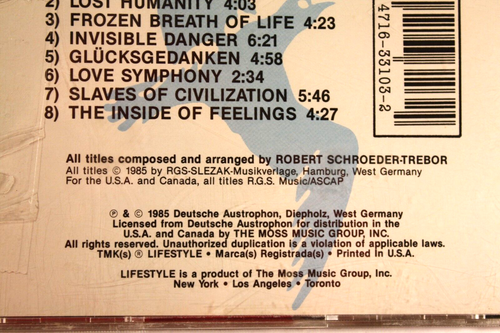 2) LOST HUMANITY 4:03
3) FROZEN BREATH OF LIFE 4:23
4) INVISIBLE DANGER 6:21
5) GLÜCKSGEDANKEN 4:58
6) LOVE SYMPHONY 2:34
7) SLAVES OF CIVILIZATION 5:46
8) THE INSIDE OF FEELINGS 4:27
4716-33103-2
All titles composed and arranged by ROBERT SCHROEDER-TREBOR
All titles © 1985 by RGS-SLEZAK-Musikverlage, Hamburg, West Germany
For the U.S.A. and Canada, all titles R.G.S. Music/ASCAP
℗ & © 1985 Deutsche Austrophon, Diepholz, West Germany
Licensed from Deutsche Austrophon for distribution in the
U.S.A. and Canada by THE MOSS MUSIC GROUP, INC.
All rights reserved. Unauthorized duplication is a violation of applicable laws.
TMK(s) ® LIFESTYLE • Marca(s) Registrada(s) • Printed in U.S.A.
LIFESTYLE is a product of The Moss Music Group, Inc.
New York • Los Angeles • Toronto